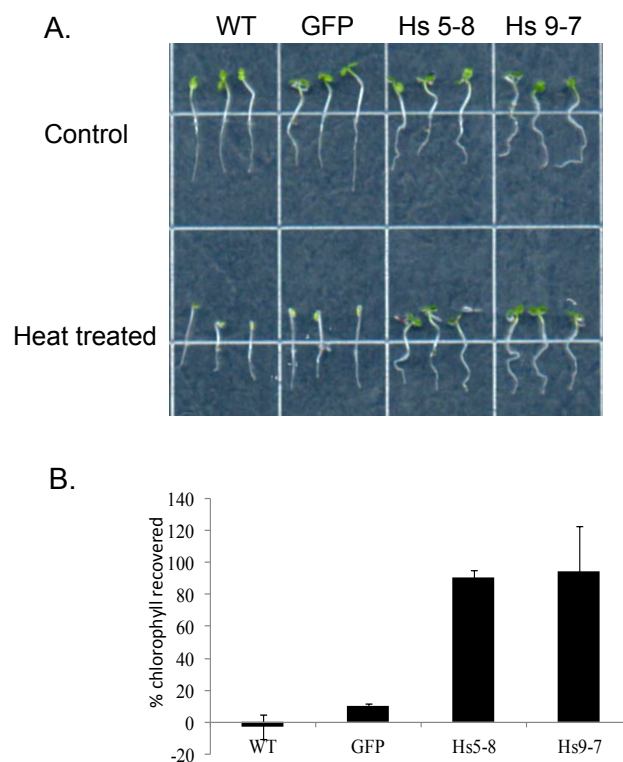 A.
WT GFP Hs 5-8 Hs 9-7
Control
Heat treated
B.
% chlorophyll recovered
140
120
100
80
60
40
20
0
-20
WT GFP Hs5-8 Hs9-7